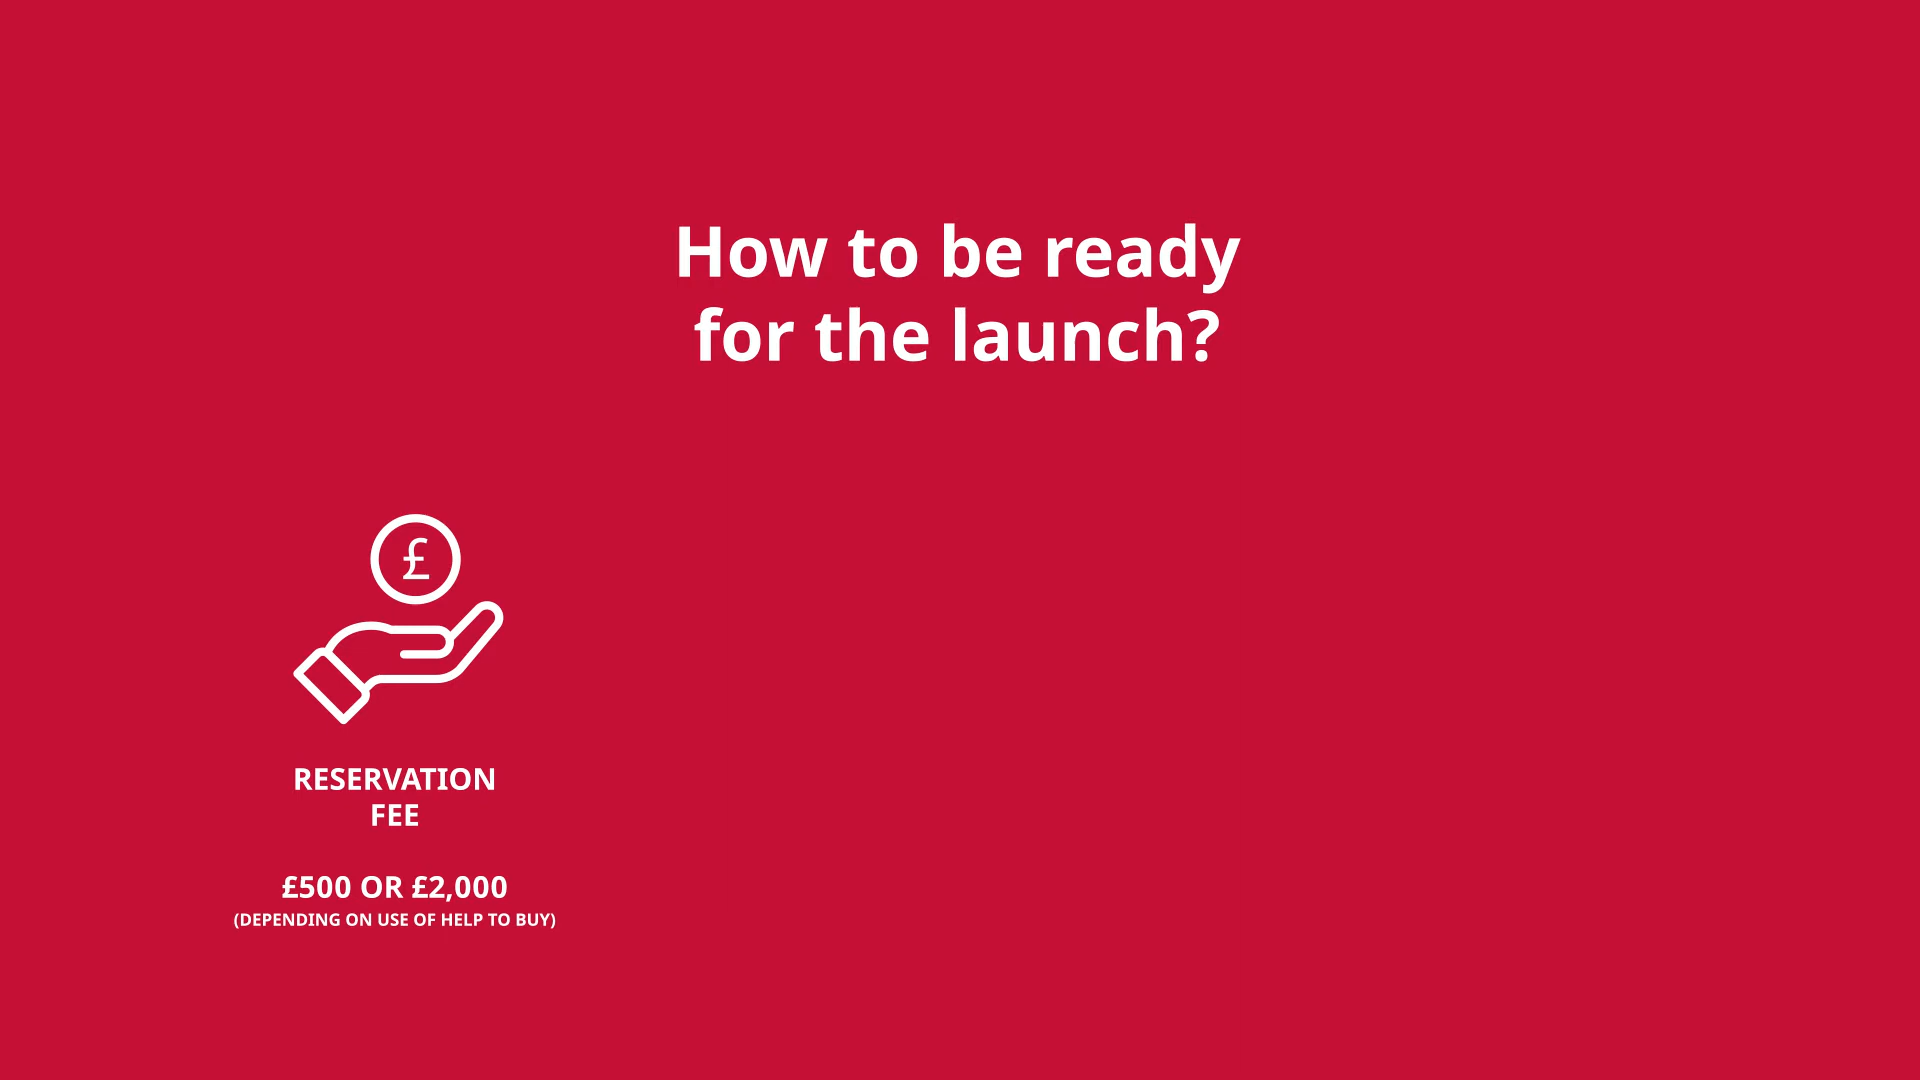 How to be ready
for the launch?
£
RESERVATION
FEE
£500 OR £2,000
(DEPENDING ON USE OF HELP TO BUY)